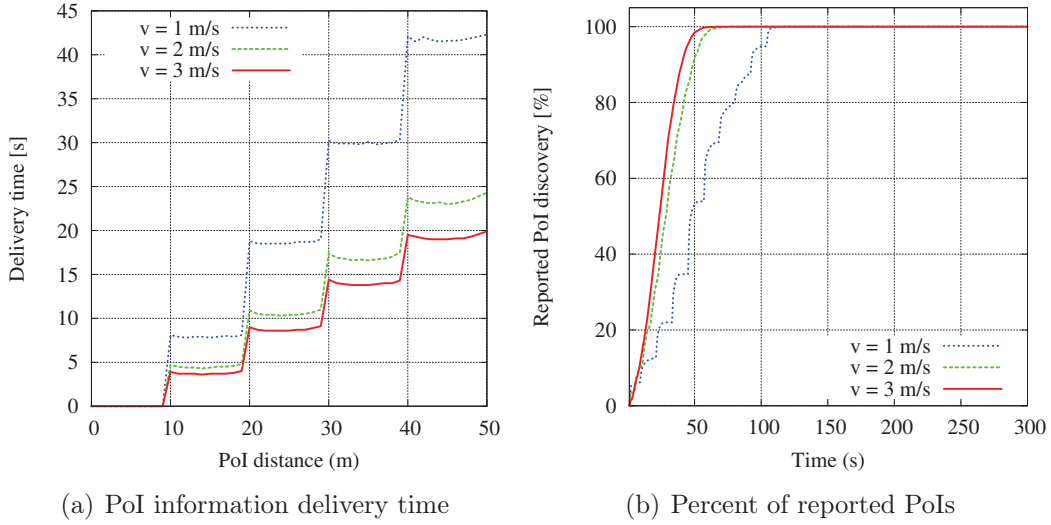 Delivery time [s]
45
40
35
30
25
20
15
10
5
0
v = 1 m/s
v = 2 m/s
v = 3 m/s
0 10 20 30 40 50
PoI distance (m)
(a) PoI information delivery time
Reported PoI discovery [%]
100
80
60
40
20
0
v = 1 m/s
v = 2 m/s
v = 3 m/s
50 100 150 200 250 300
Time (s)
(b) Percent of reported PoIs